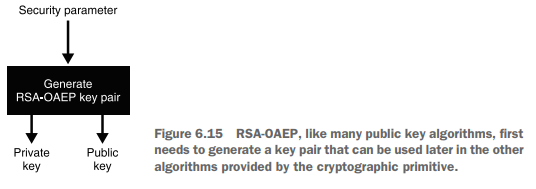 Security parameter
Generate
RSA-OAEP key pair
Private
key
Public
key
Figure 6.15 RSA-OAEP, like many public key algorithms, first
needs to generate a key pair that can be used later in the other
algorithms provided by the cryptographic primitive.